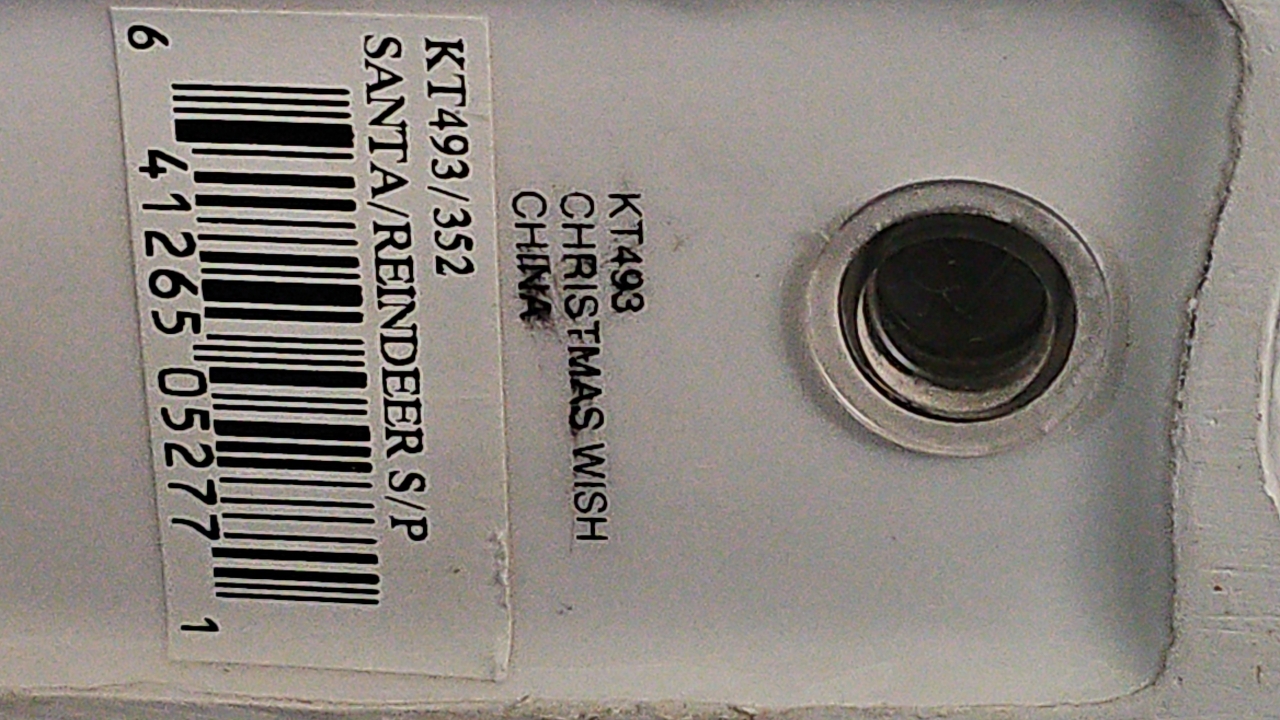 KT493
CHRISTMAS WISH
CHINA
KT493/352
SANTA/REINDEER S/P
6 41265 05277 1